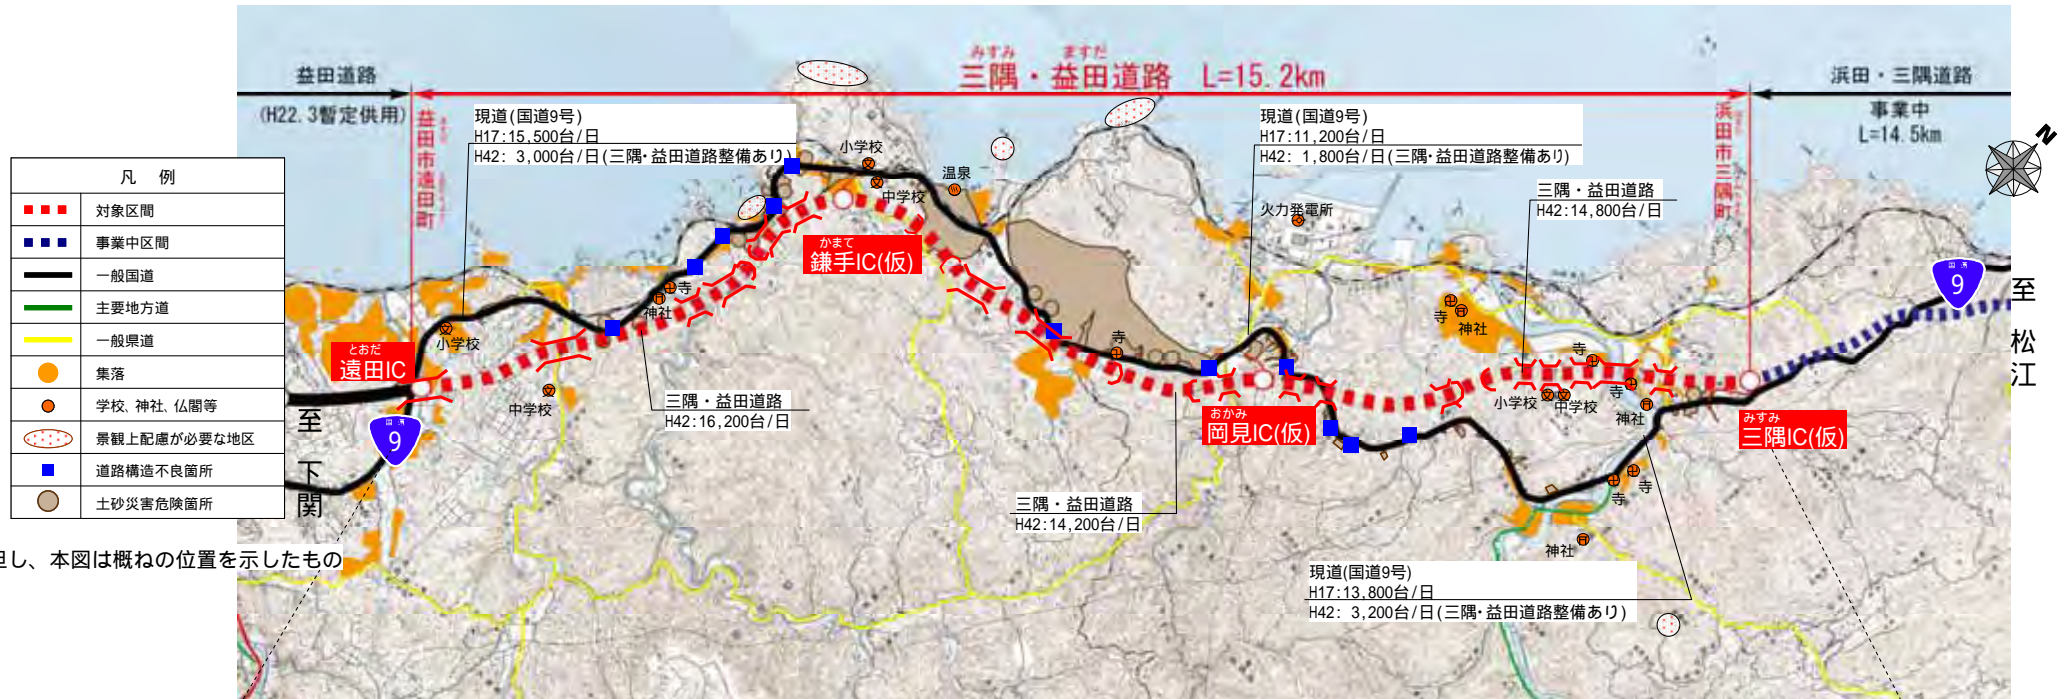 みすみ ますだ
三隅・益田道路 L=15.2km
益田道路
(H22.3暫定供用)
浜田・三隅道路
事業中
L=14.5km
益田市遠田町
浜田市三隅町
N
現道(国道9号)
H17:15,500台/日
H42: 3,000台/日(三隅・益田道路整備あり)
現道(国道9号)
H17:11,200台/日
H42: 1,800台/日(三隅・益田道路整備あり)
三隅・益田道路
H42:14,800台/日
小学校
中学校
温泉
火力発電所
凡 例
対象区間
事業中区間
一般国道
主要地方道
一般県道
集落
学校、神社、仏閣等
景観上配慮が必要な地区
道路構造不良箇所
土砂災害危険箇所
かまて
鎌手IC(仮)
寺
神社
小学校
とおだ
遠田IC
中学校
三隅・益田道路
H42:16,200台/日
国道
9
至 下関
寺
おかみ
岡見IC(仮)
三隅・益田道路
H42:14,200台/日
寺
神社
寺
小学校
中学校
寺
神社
みすみ
三隅IC(仮)
国道
9
至 松江
寺
寺
神社
現道(国道9号)
H17:13,800台/日
H42: 3,200台/日(三隅・益田道路整備あり)
し、本図は概ねの位置を示したもの